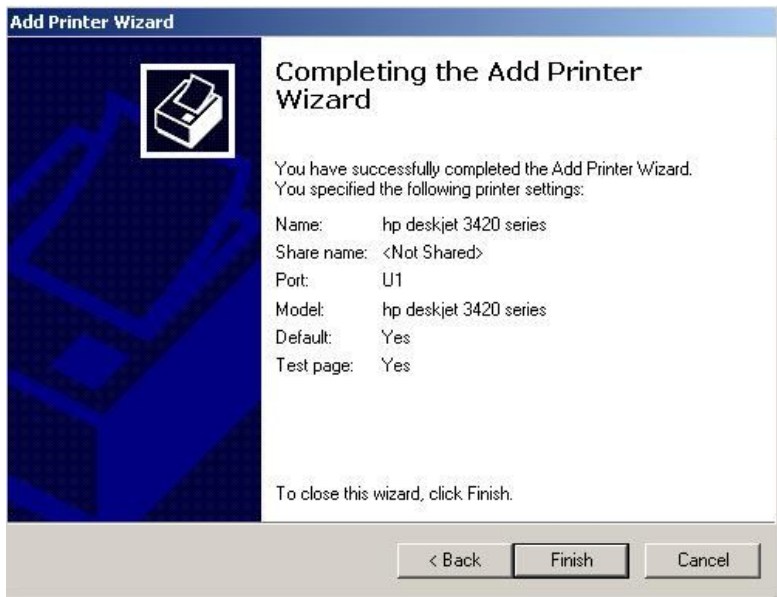 Add Printer Wizard
Completing the Add Printer
Wizard
You have successfully completed the Add Printer Wizard.
You specified the following printer settings:
Name: hp deskjet 3420 series
Share name: <Not Shared>
Port: U1
Model: hp deskjet 3420 series
Default: Yes
Test page: Yes
To close this wizard, click Finish.
< Back Finish Cancel